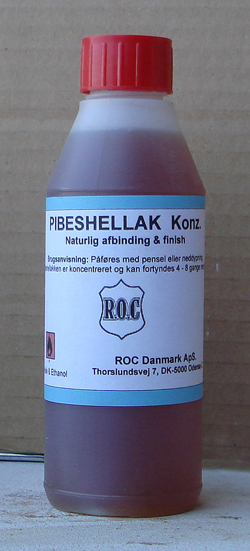 PIBESHELLAK Konz.
Naturlig afbinding & finish
Brugsanvisning: Påføres med pensel eller neddypning
er koncentreret og kan fortyndes 4 - 8 gange
R.O.C
ROC Danmark ApS.
Thorslundsvej 7, DK-5000 Odense
& Ethanol